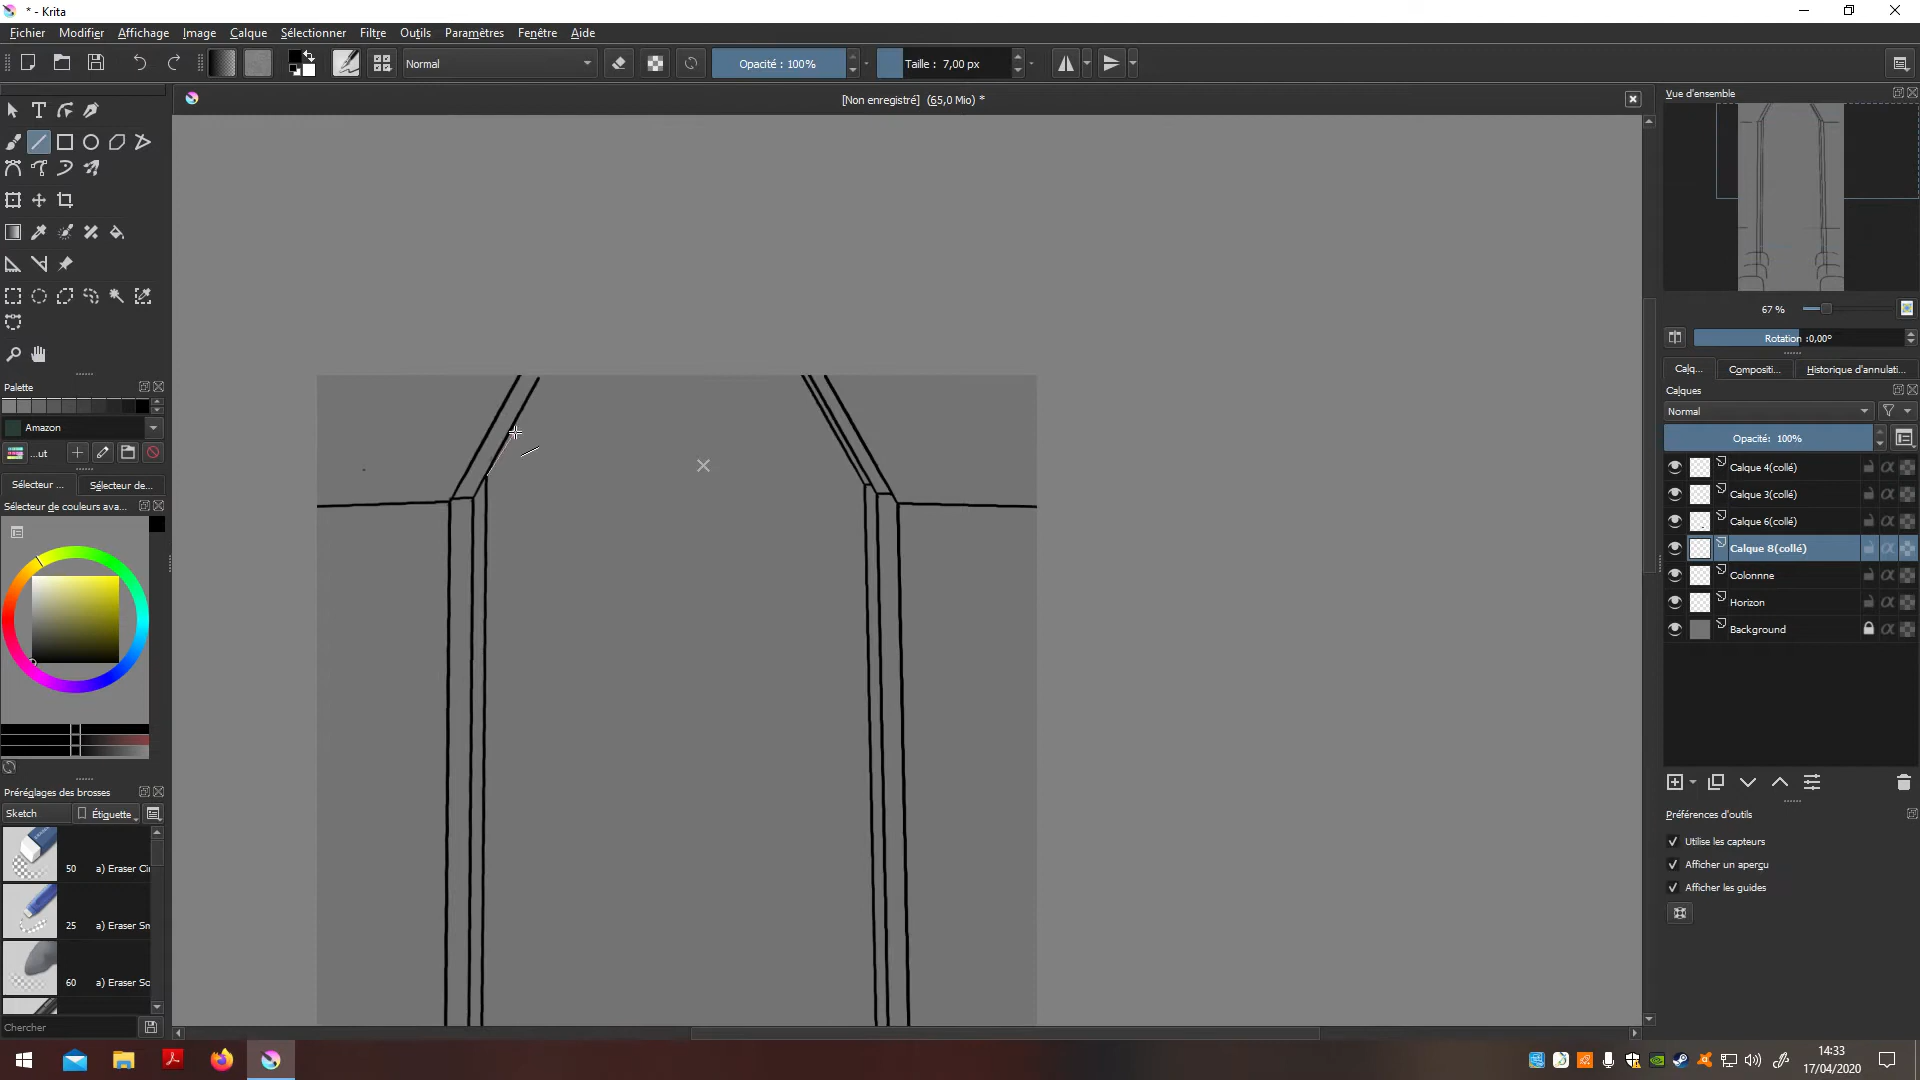 * - Krita
Fichier Modifier Affichage Image Calque Sélectionner Filtre Outils Paramètres Fenêtre Aide
Normal
Opacité : 100%
Taille : 7,00 px
[Non enregistré] (65,0 Mio) *
Vue d'ensemble
67 %
Rotation :0,00°
Calq... Compositi... Historique d'annulati...
Calques
Normal
Opacité: 100%
Calque 4(collé)
Calque 3(collé)
Calque 6(collé)
Calque 8(collé)
Colonnne
Horizon
Background
Préférences d'outils
Utilise les capteurs
Afficher un aperçu
Afficher les guides
Palette
Amazon
...ut
Sélecteur ... Sélecteur de...
Sélecteur de couleurs ava...
Préréglages des brosses
Sketch
Étiquette
50 a) Eraser Cir
25 a) Eraser Sm
60 a) Eraser So
Chercher
14:33
17/04/2020